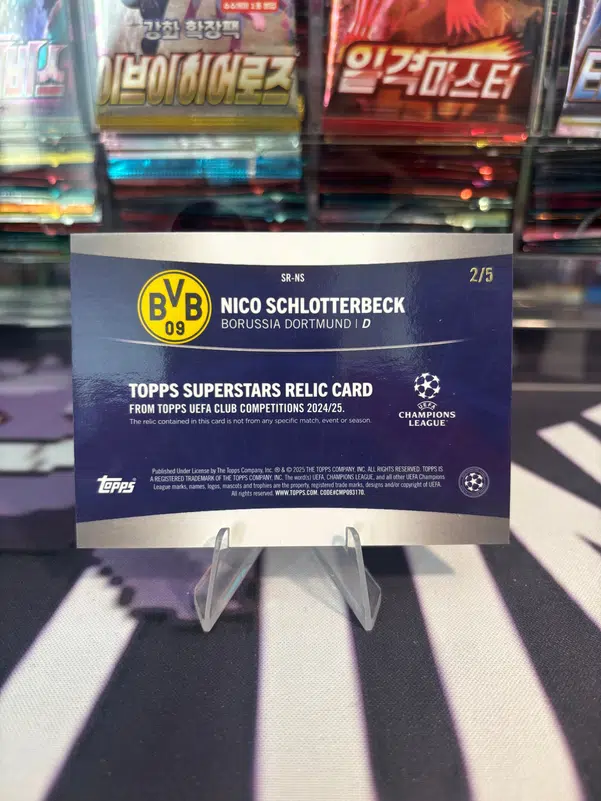 강화 확장팩
이브이 히어로즈
일격마스터
SR-NS
2/5
BVB
09
NICO SCHLOTTERBECK
BORUSSIA DORTMUND | D
TOPPS SUPERSTARS RELIC CARD
FROM TOPPS UEFA CLUB COMPETITIONS 2024/25.
The relic contained in this card is not from any specific match, event or season.
UEFA
CHAMPIONS
LEAGUE
Topps
Published Under License by The Topps Company, Inc. ® & © 2025 THE TOPPS COMPANY, INC. ALL RIGHTS RESERVED. TOPPS IS
A REGISTERED TRADEMARK OF THE TOPPS COMPANY, INC. The word(s) UEFA, CHAMPIONS LEAGUE, and all other UEFA Champions
League marks, names, logos, mascots and trophies are the property, registered trade marks, designs and/or copyright of UEFA.
All rights reserved. WWW.TOPPS.COM. CODE#CMP093170.